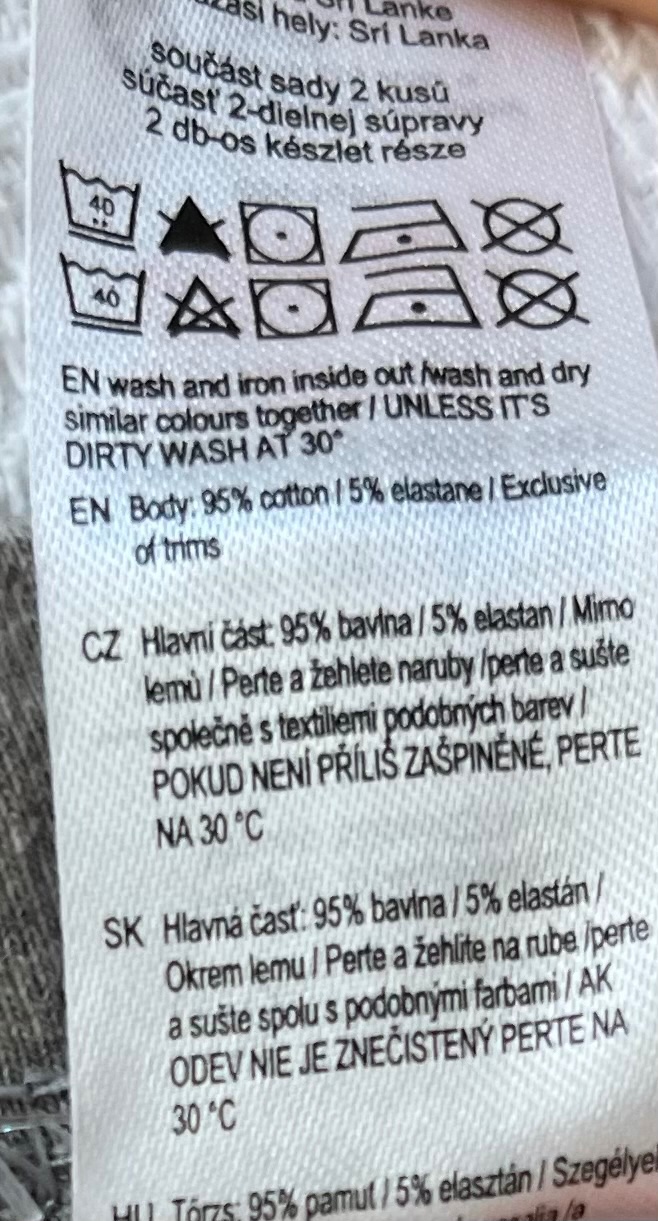 Sri Lanke
hely: Srí Lanka
součást sady 2 kusů
súčasť 2-dielnej súpravy
2 db-os készlet része
40
40
EN wash and iron inside out /wash and dry
similar colours together / UNLESS IT'S
DIRTY WASH AT 30°
EN Body: 95% cotton / 5% elastane / Exclusive
of trims
CZ Hlavní část: 95% bavlna / 5% elastan / Mimo
lemů / Perte a žehlete naruby /perte a sušte
společně s textiliemi podobných barev /
POKUD NENÍ PŘÍLIŠ ZAŠPINĚNÉ, PERTE
NA 30 °C
SK Hlavná časť: 95% bavlna / 5% elastán /
Okrem lemu / Perte a žehlite na rube /perte
a sušte spolu s podobnými farbami / AK
ODEV NIE JE ZNEČISTENÝ PERTE NA
30 °C
HU Törzs: 95% pamut / 5% elasztán /